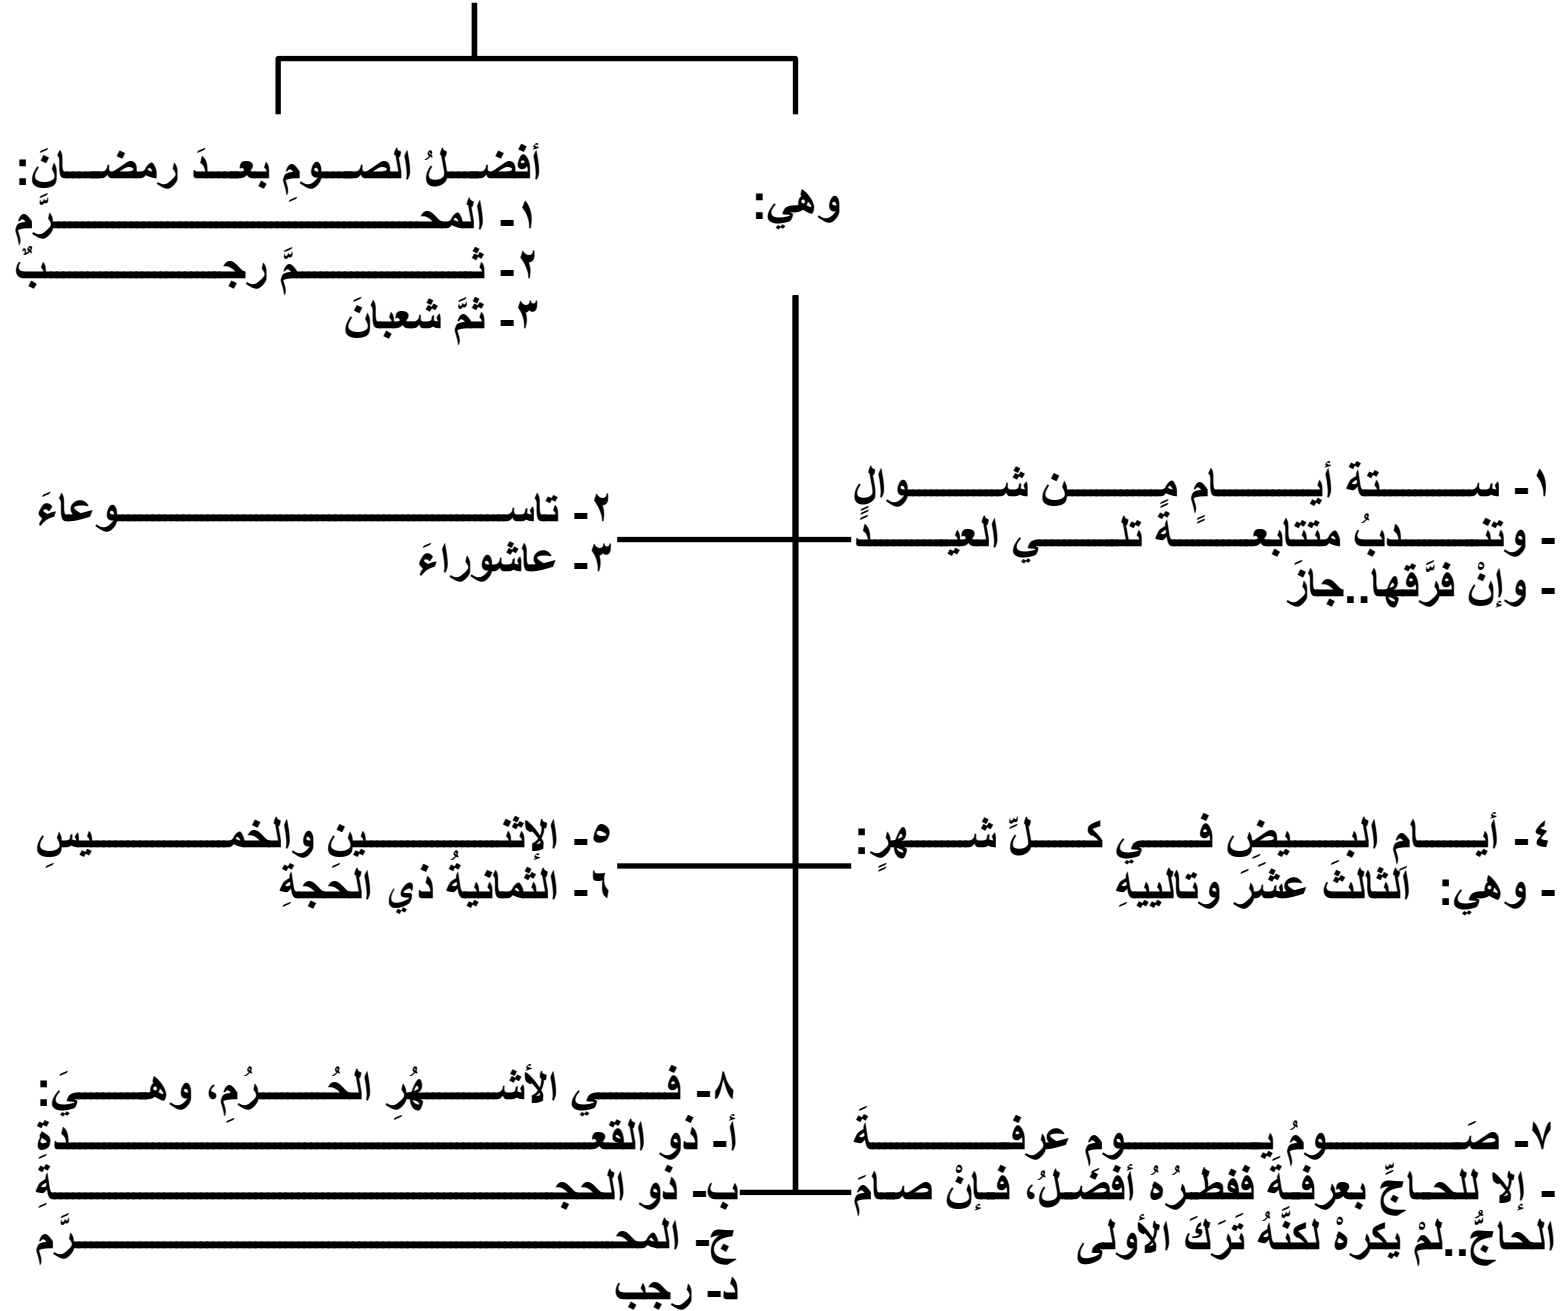 وهي:
أفضلُ الصومِ بعدَ رمضانَ:
١- المحرَّم
٢- ثمَّ رجبٌ
٣- ثمَّ شعبانَ
١- ستة أيامٍ من شوالٍ
- وتندبُ متتابعةً تلي العيدَ
- وإنْ فرَّقها..جازَ
٢- تاسوعاءَ
٣- عاشوراءَ
٤- أيامِ البيضِ في كلِّ شهرٍ:
- وهي: الثالثَ عشَرَ وتالييهِ
٥- الإثنينِ والخميسِ
٦- الثمانيةُ ذي الحَجةِ
٧- صَومُ يومِ عرفةَ
- إلا للحاجِّ بعرفةَ ففطرُهُ أفضَلُ، فإنْ صامَ
الحاجُّ..لمْ يكرهْ لكنَّهُ تَرَكَ الأولى
٨- في الأشهُرِ الحُرُمِ، وهيَ:
أ- ذو القعدةِ
ب- ذو الحجةِ
ج- المحرَّم
د- رجب